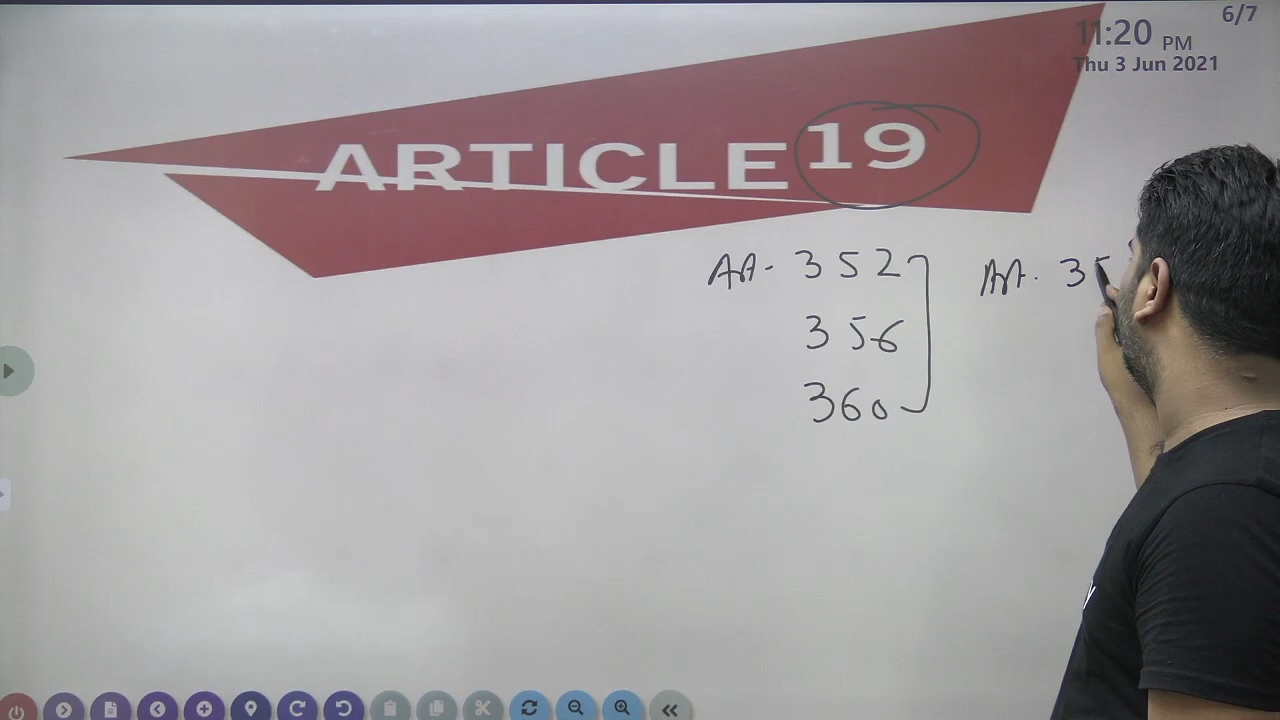 6/7
11:20 PM
Thu 3 Jun 2021
ARTICLE 19
AA- 352
356
360
AA. 35